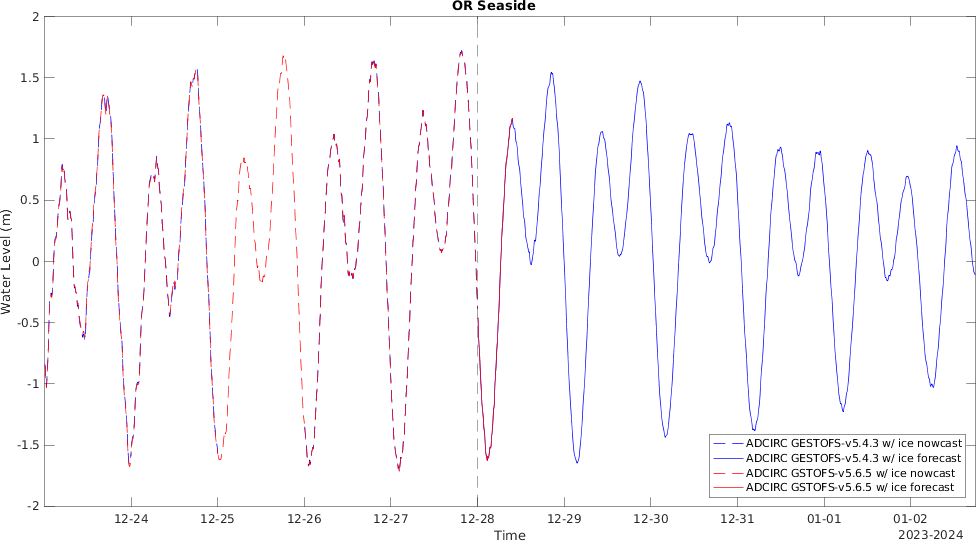 OR Seaside
2
1.5
1
0.5
0
-0.5
-1
-1.5
-2
Water Level (m)
ADCIRC GESTOFS-v5.4.3 w/ ice nowcast
ADCIRC GESTOFS-v5.4.3 w/ ice forecast
ADCIRC GSTOFS-v5.6.5 w/ ice nowcast
ADCIRC GSTOFS-v5.6.5 w/ ice forecast
12-24 12-25 12-26 12-27 12-28 12-29 12-30 12-31 01-01 01-02
Time
2023-2024